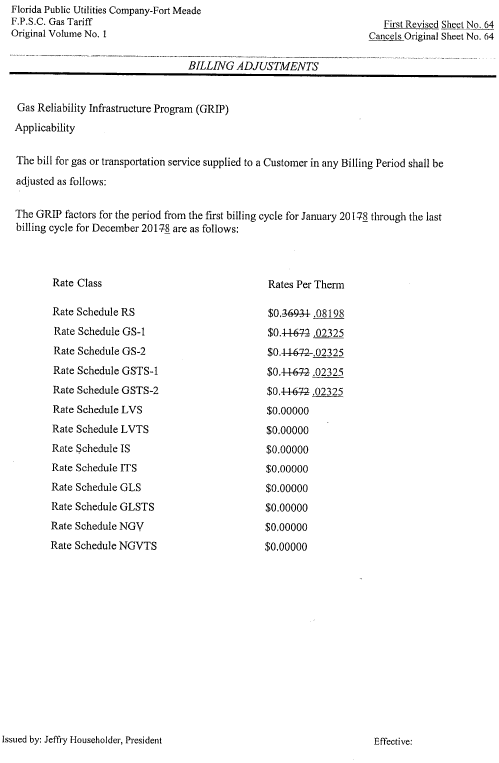 Florida Public Utilities Company-Fort Meade
F.P.S.C. Gas Tariff
Original Volume No. 1
First Revised Sheet No. 64
Cancels Original Sheet No. 64
BILLING ADJUSTMENTS
Gas Reliability Infrastructure Program (GRIP)
Applicability
The bill for gas or transportation service supplied to a Customer in any Billing Period shall be
adjusted as follows:
The GRIP factors for the period from the first billing cycle for January 20178 through the last
billing cycle for December 20178 are as follows:
Rate Class Rates Per Therm
Rate Schedule RS $0.36931 .08198
Rate Schedule GS-1 $0.11672 .02325
Rate Schedule GS-2 $0.11672 .02325
Rate Schedule GSTS-1 $0.11672 .02325
Rate Schedule GSTS-2 $0.11672 .02325
Rate Schedule LVS $0.00000
Rate Schedule LVTS $0.00000
Rate Schedule IS $0.00000
Rate Schedule ITS $0.00000
Rate Schedule GLS $0.00000
Rate Schedule GLSTS $0.00000
Rate Schedule NGV $0.00000
Rate Schedule NGVTS $0.00000
Issued by: Jeffry Householder, President Effective: